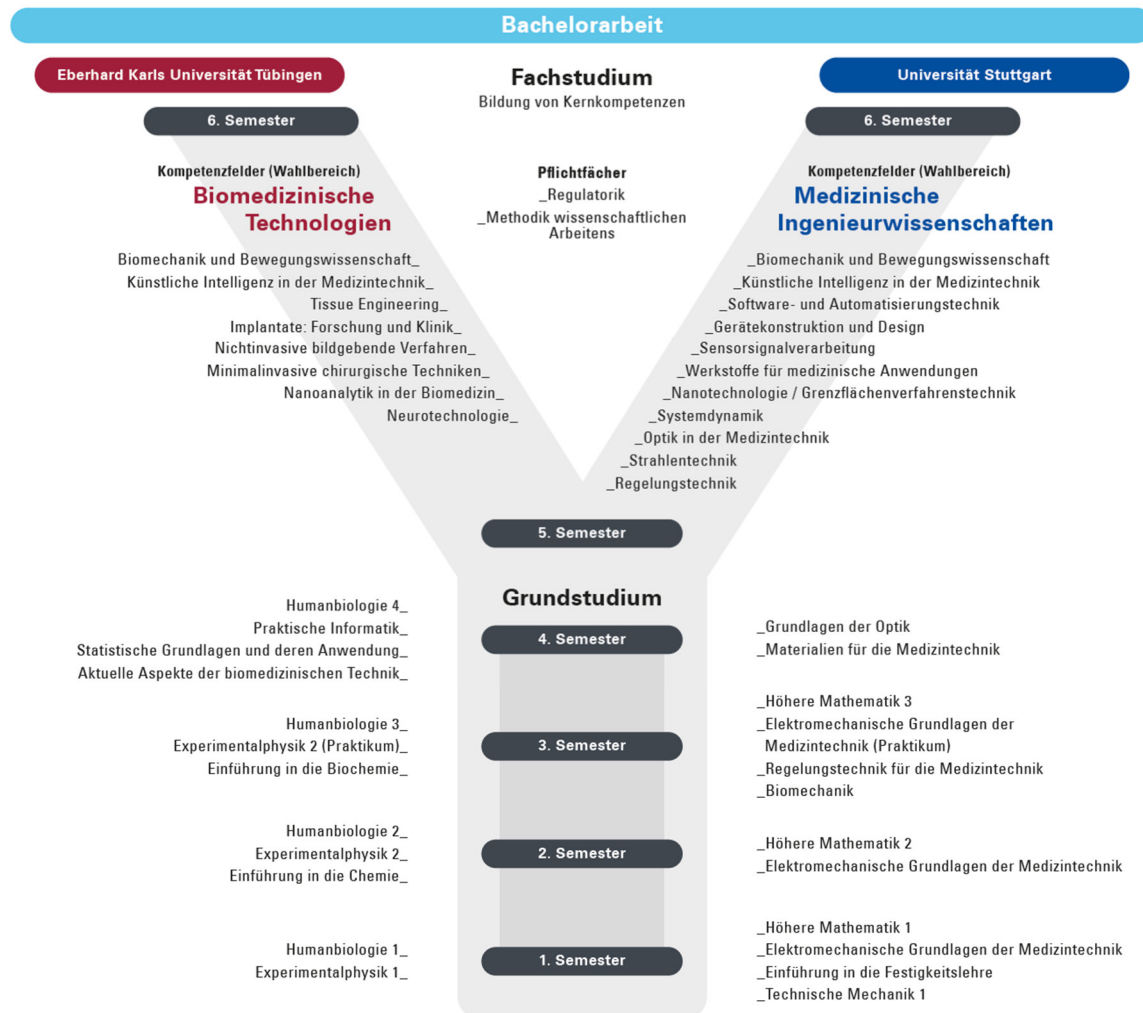 Bachelorarbeit
Eberhard Karls Universität Tübingen
Fachstudium
Bildung von Kernkompetenzen
Universität Stuttgart
6. Semester
6. Semester
Kompetenzfelder (Wahlbereich)
Biomedizinische
Technologien
Biomechanik und Bewegungswissenschaft_
Künstliche Intelligenz in der Medizintechnik_
Tissue Engineering_
Implantate: Forschung und Klinik_
Nichtinvasive bildgebende Verfahren_
Minimalinvasive chirurgische Techniken_
Nanoanalytik in der Biomedizin_
Neurotechnologie_
Pflichtfächer
_Regulatorik
_Methodik wissenschaftlichen
Arbeitens
Kompetenzfelder (Wahlbereich)
Medizinische
Ingenieurwissenschaften
_Biomechanik und Bewegungswissenschaft
_Künstliche Intelligenz in der Medizintechnik
_Software- und Automatisierungstechnik
_Gerätekonstruktion und Design
_Sensorsignalverarbeitung
_Werkstoffe für medizinische Anwendungen
_Nanotechnologie / Grenzflächenverfahrenstechnik
_Systemdynamik
_Optik in der Medizintechnik
_Strahlentechnik
_Regelungstechnik
5. Semester
Grundstudium
Humanbiologie 4_
Praktische Informatik_
Statistische Grundlagen und deren Anwendung_
Aktuelle Aspekte der biomedizinischen Technik_
4. Semester
_Grundlagen der Optik
_Materialien für die Medizintechnik
Humanbiologie 3_
Experimentalphysik 2 (Praktikum)_
Einführung in die Biochemie_
3. Semester
_Höhere Mathematik 3
_Elektromechanische Grundlagen der
Medizintechnik (Praktikum)
_Regelungstechnik für die Medizintechnik
_Biomechanik
Humanbiologie 2_
Experimentalphysik 2_
Einführung in die Chemie_
2. Semester
_Höhere Mathematik 2
_Elektromechanische Grundlagen der Medizintechnik
Humanbiologie 1_
Experimentalphysik 1_
1. Semester
_Höhere Mathematik 1
_Elektromechanische Grundlagen der Medizintechnik
_Einführung in die Festigkeitslehre
_Technische Mechanik 1